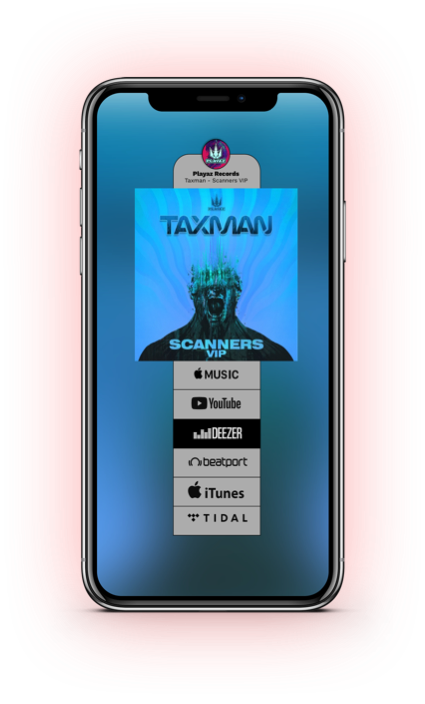 PLAYAZ
Playaz Records
Taxman - Scanners VIP
PLAYAZ
TAXMAN
SCANNERS
VIP
MUSIC
YouTube
DEEZER
beatport
iTunes
TIDAL